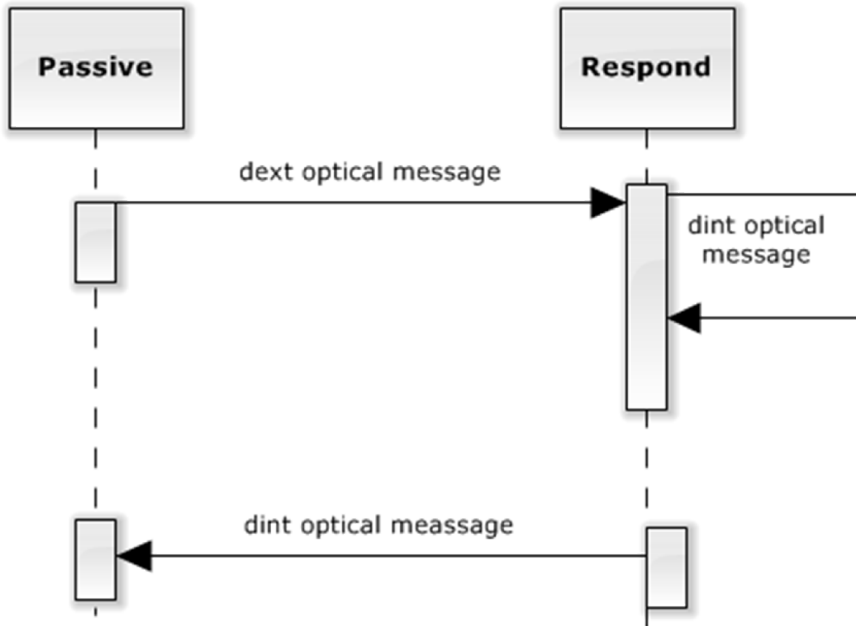 Passive
Respond
dext optical message
dint optical
message
dint optical meassage